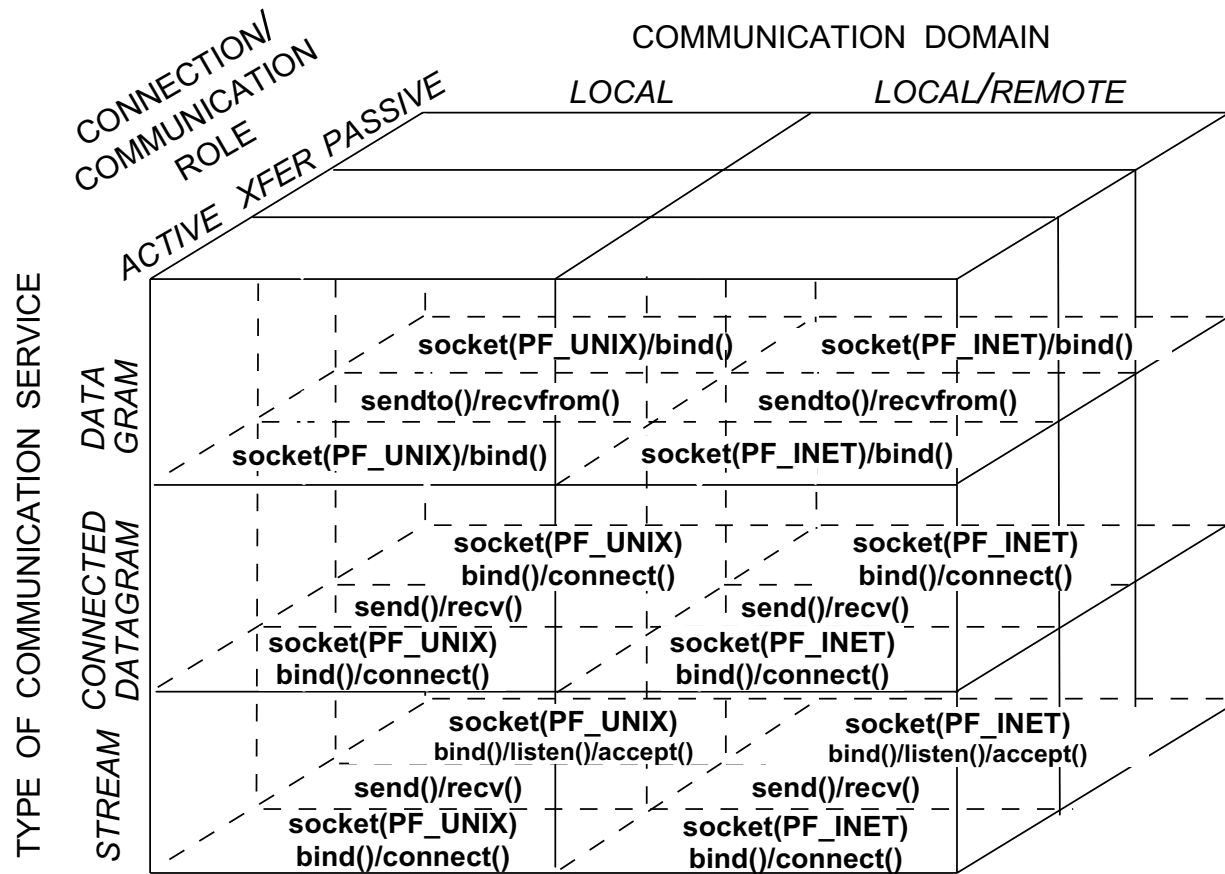 CONNECTION/
COMMUNICATION
ROLE
COMMUNICATION DOMAIN
LOCAL
LOCAL/REMOTE
ACTIVE XFER PASSIVE
TYPE OF COMMUNICATION SERVICE
DATA
GRAM
socket(PF_UNIX)/bind()
socket(PF_INET)/bind()
sendto()/recvfrom()
sendto()/recvfrom()
socket(PF_UNIX)/bind()
socket(PF_INET)/bind()
CONNECTED
DATAGRAM
socket(PF_UNIX)
bind()/connect()
socket(PF_INET)
bind()/connect()
send()/recv()
send()/recv()
socket(PF_UNIX)
bind()/connect()
socket(PF_INET)
bind()/connect()
STREAM
socket(PF_UNIX)
bind()/listen()/accept()
socket(PF_INET)
bind()/listen()/accept()
send()/recv()
send()/recv()
socket(PF_UNIX)
bind()/connect()
socket(PF_INET)
bind()/connect()